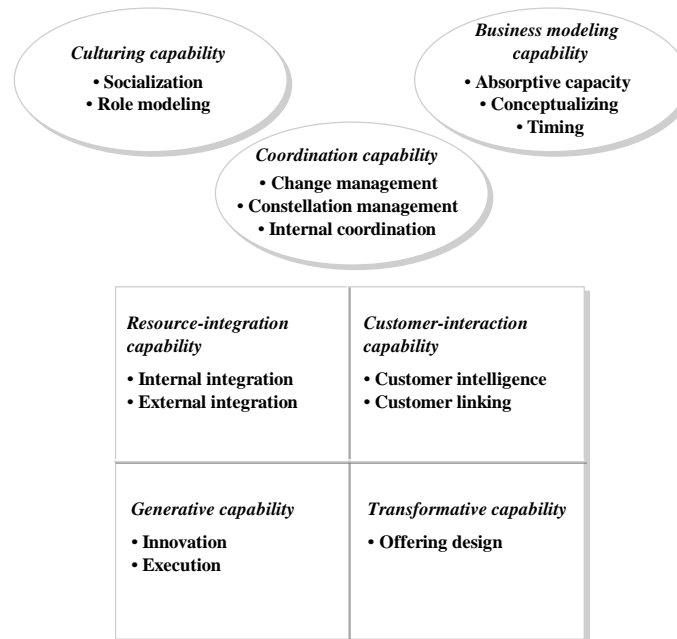 Culturing capability
• Socialization
• Role modeling
Business modeling
capability
• Absorptive capacity
• Conceptualizing
• Timing
Coordination capability
• Change management
• Constellation management
• Internal coordination
Resource-integration
capability
• Internal integration
• External integration
Customer-interaction
capability
• Customer intelligence
• Customer linking
Generative capability
• Innovation
• Execution
Transformative capability
• Offering design